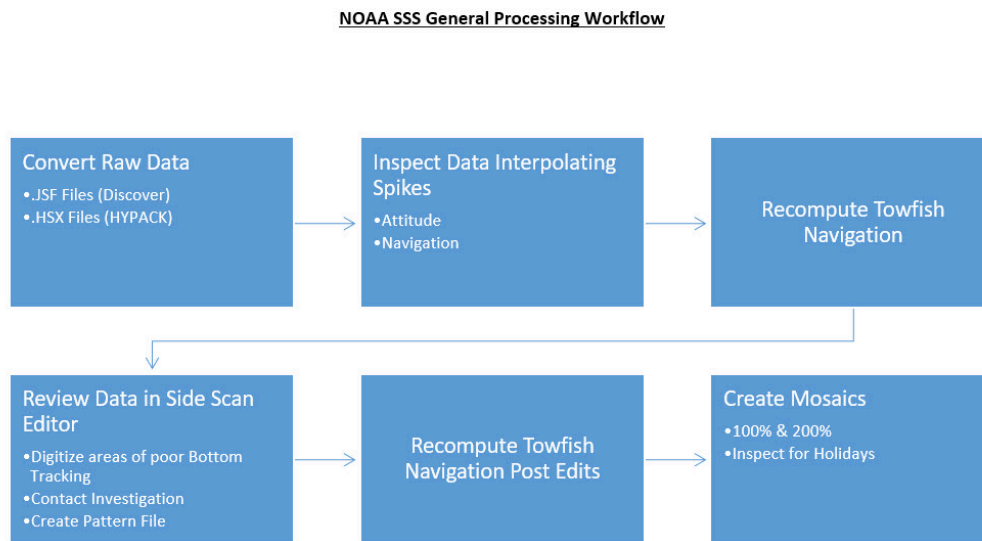 NOAA SSS General Processing Workflow
Convert Raw Data
•.JSF Files (Discover)
•.HSX Files (HYPACK)
Inspect Data Interpolating
Spikes
•Attitude
•Navigation
Recompute Towfish
Navigation
Review Data in Side Scan
Editor
•Digitize areas of poor Bottom
Tracking
•Contact Investigation
•Create Pattern File
Recompute Towfish
Navigation Post Edits
Create Mosaics
•100% & 200%
•Inspect for Holidays